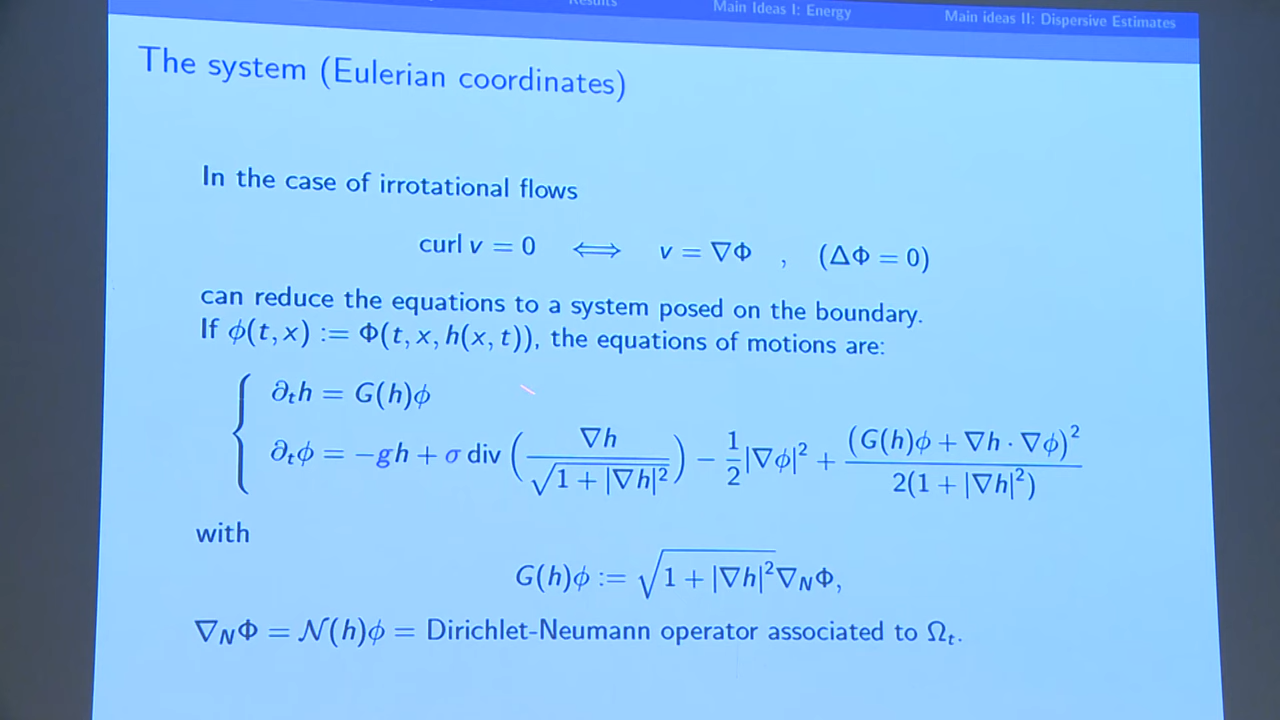 Results Main Ideas I: Energy Main ideas II: Dispersive Estimates
The system (Eulerian coordinates)
In the case of irrotational flows
curl v = 0 ⟺ v = ∇Φ , (ΔΦ = 0)
can reduce the equations to a system posed on the boundary.
If ϕ(t, x) := Φ(t, x, h(x, t)), the equations of motions are:
∂ₜh = G(h)ϕ
∂ₜϕ = −gh + σ div (∇h / √(1 + |∇h|²)) − ½|∇ϕ|² + (G(h)ϕ + ∇h · ∇ϕ)² / 2(1 + |∇h|²)
with
G(h)ϕ := √(1 + |∇h|²) ∇_N Φ,
∇_N Φ = 𝒩(h)ϕ = Dirichlet-Neumann operator associated to Ωₜ.